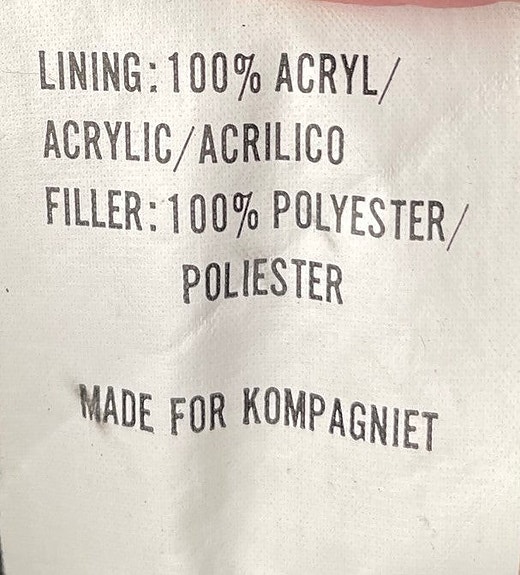 LINING: 100% ACRYL/
ACRYLIC/ACRILICO
FILLER: 100% POLYESTER/
POLIESTER
MADE FOR KOMPAGNIET